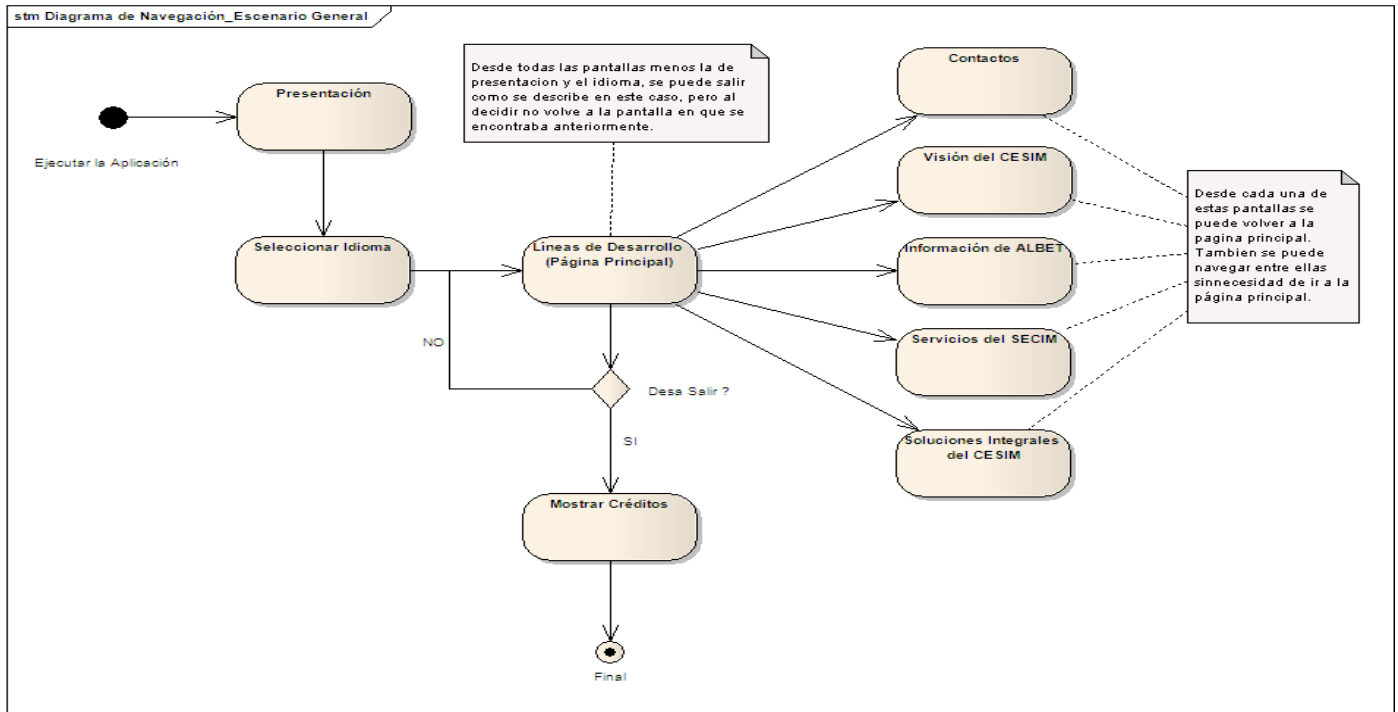 stm Diagrama de Navegación_Escenario General
Presentación
Ejecutar la Aplicación
Seleccionar Idioma
Desde todas las pantallas menos la de
presentacion y el idioma, se puede salir
como se describe en este caso, pero al
decidir no volve a la pantalla en que se
encontraba anteriormente.
Líneas de Desarrollo
(Página Principal)
NO
Desa Salir ?
SI
Mostrar Créditos
Final
Contactos
Visión del CESIM
Información de ALBET
Servicios del SECIM
Soluciones Integrales
del CESIM
Desde cada una de
estas pantallas se
puede volver a la
pagina principal.
Tambien se puede
navegar entre ellas
sinnecesidad de ir a la
página principal.